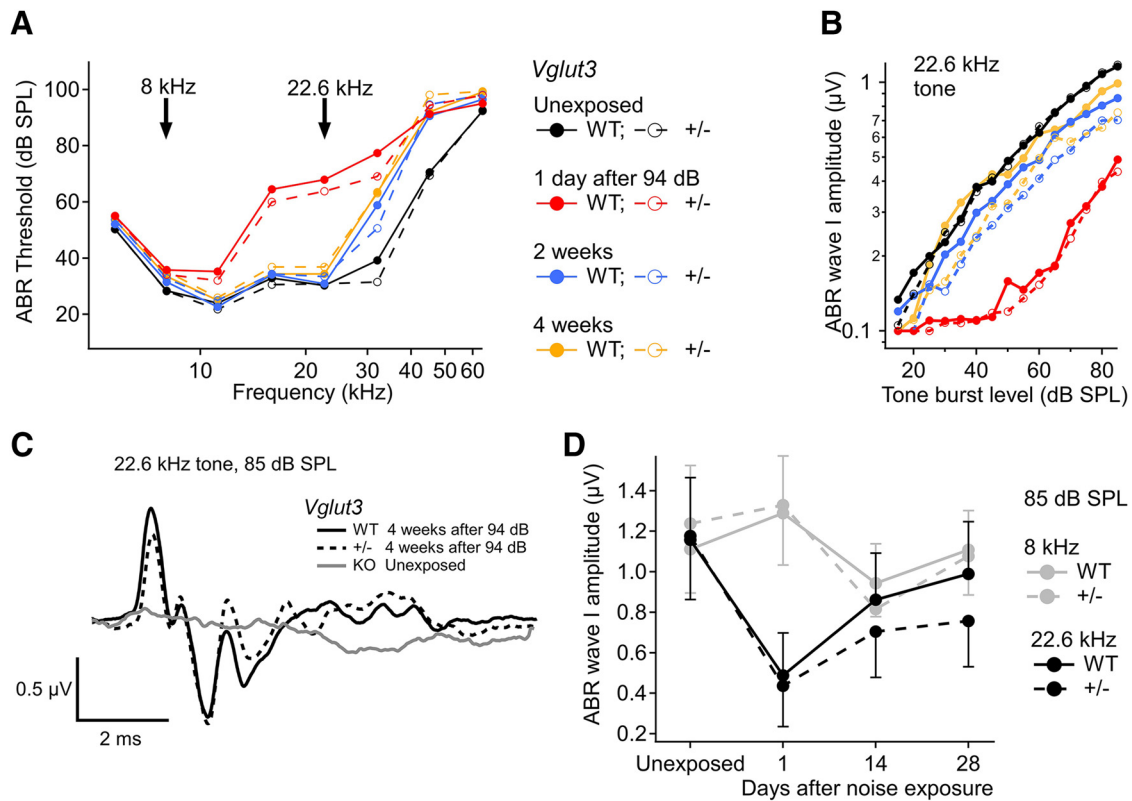 A
ABR Threshold (dB SPL)
100
80
60
40
20
8 kHz
22.6 kHz
10
20
30
40
50
60
Frequency (kHz)
Vglut3
Unexposed
WT; +/-
1 day after 94 dB
WT; +/-
2 weeks
WT; +/-
4 weeks
WT; +/-
B
22.6 kHz
tone
ABR wave I amplitude (µV)
1
7
6
5
4
3
2
0.1
20
40
60
80
Tone burst level (dB SPL)
C
22.6 kHz tone, 85 dB SPL
Vglut3
WT 4 weeks after 94 dB
+/- 4 weeks after 94 dB
KO Unexposed
0.5 µV
2 ms
D
ABR wave I amplitude (µV)
1.4
1.2
1.0
0.8
0.6
0.4
0.2
Unexposed
1
14
28
Days after noise exposure
85 dB SPL
8 kHz
WT
+/-
22.6 kHz
WT
+/-